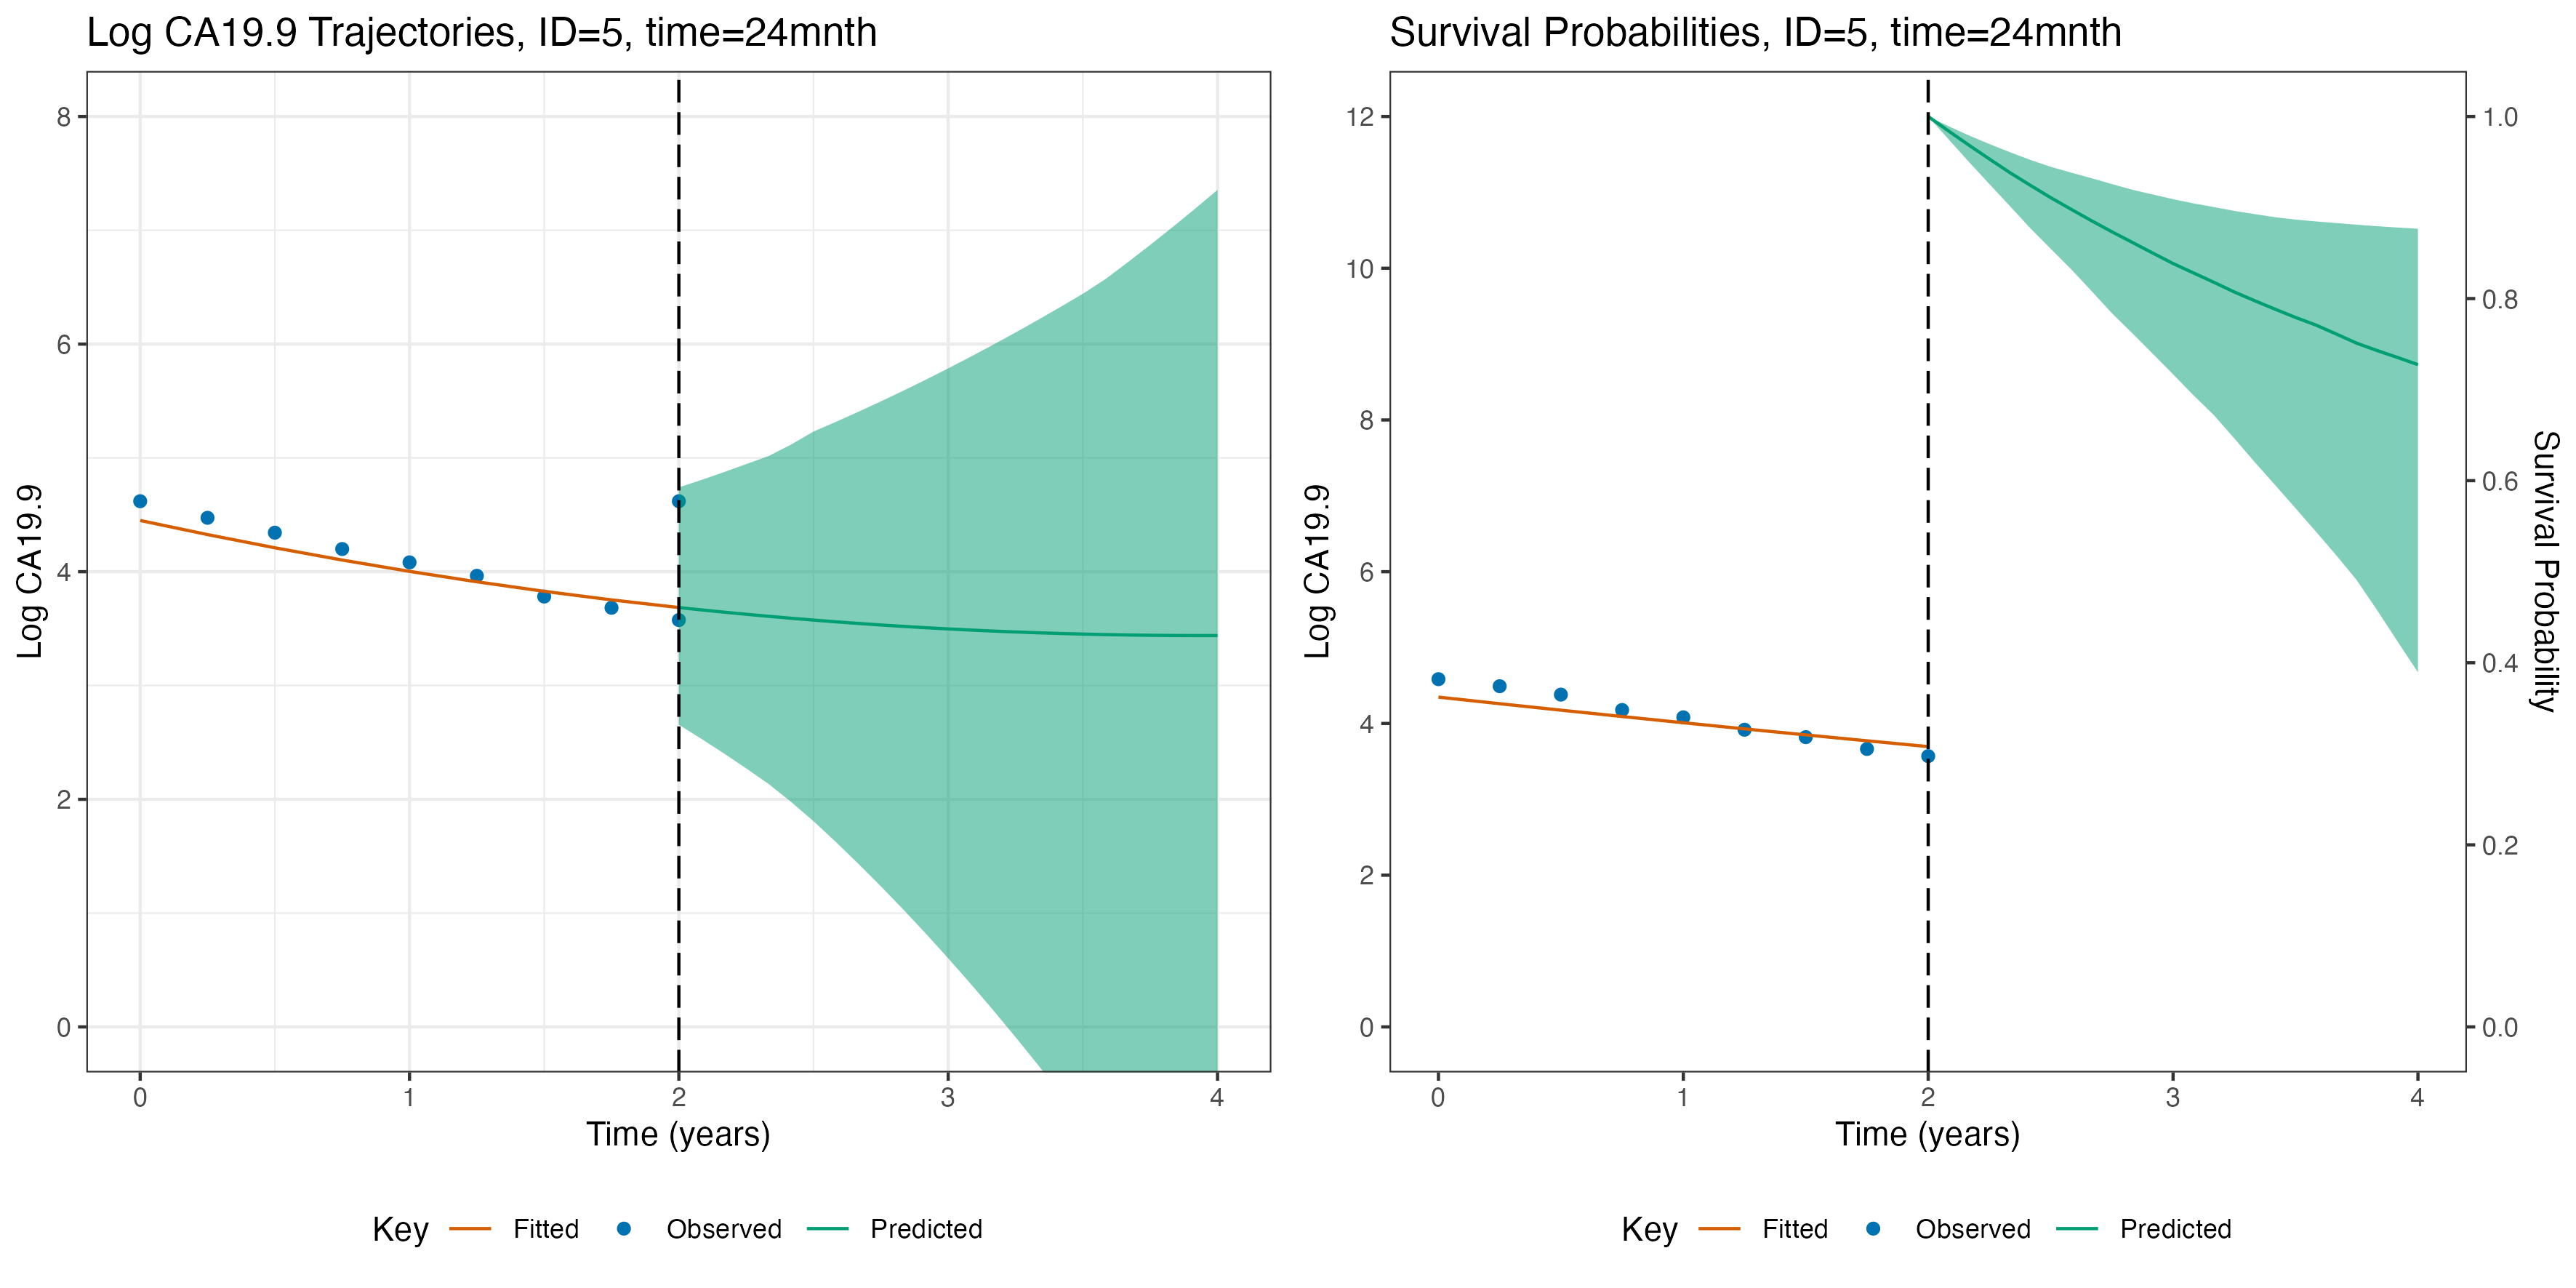 Log CA19.9 Trajectories, ID=5, time=24mnth
8
6
4
2
0
Log CA19.9
0 1 2 3 4
Time (years)
Key Fitted Observed Predicted
Survival Probabilities, ID=5, time=24mnth
12
10
8
6
4
2
0
Log CA19.9
1.0
0.8
0.6
0.4
0.2
0.0
Survival Probability
0 1 2 3 4
Time (years)
Key Fitted Observed Predicted